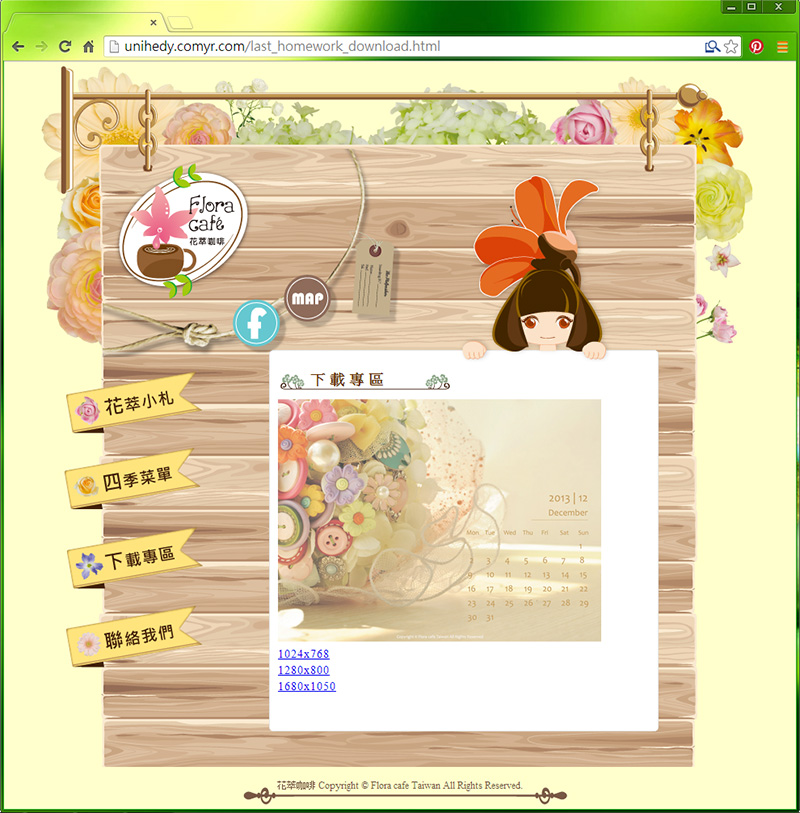 unihedy.comyr.com/last_homework_download.html
Flora
café
花萃咖啡
MAP
f
下載專區
花萃小札
四季菜單
下載專區
聯絡我們
2013 | 12
December
Mon Tue Wed Thu Fri Sat Sun
1
2 3 4 5 6 7 8
9 10 11 12 13 14 15
16 17 18 19 20 21 22
23 24 25 26 27 28 29
30 31
1024x768
1280x800
1680x1050
花萃咖啡 Copyright © Flora cafe Taiwan All Rights Reserved.